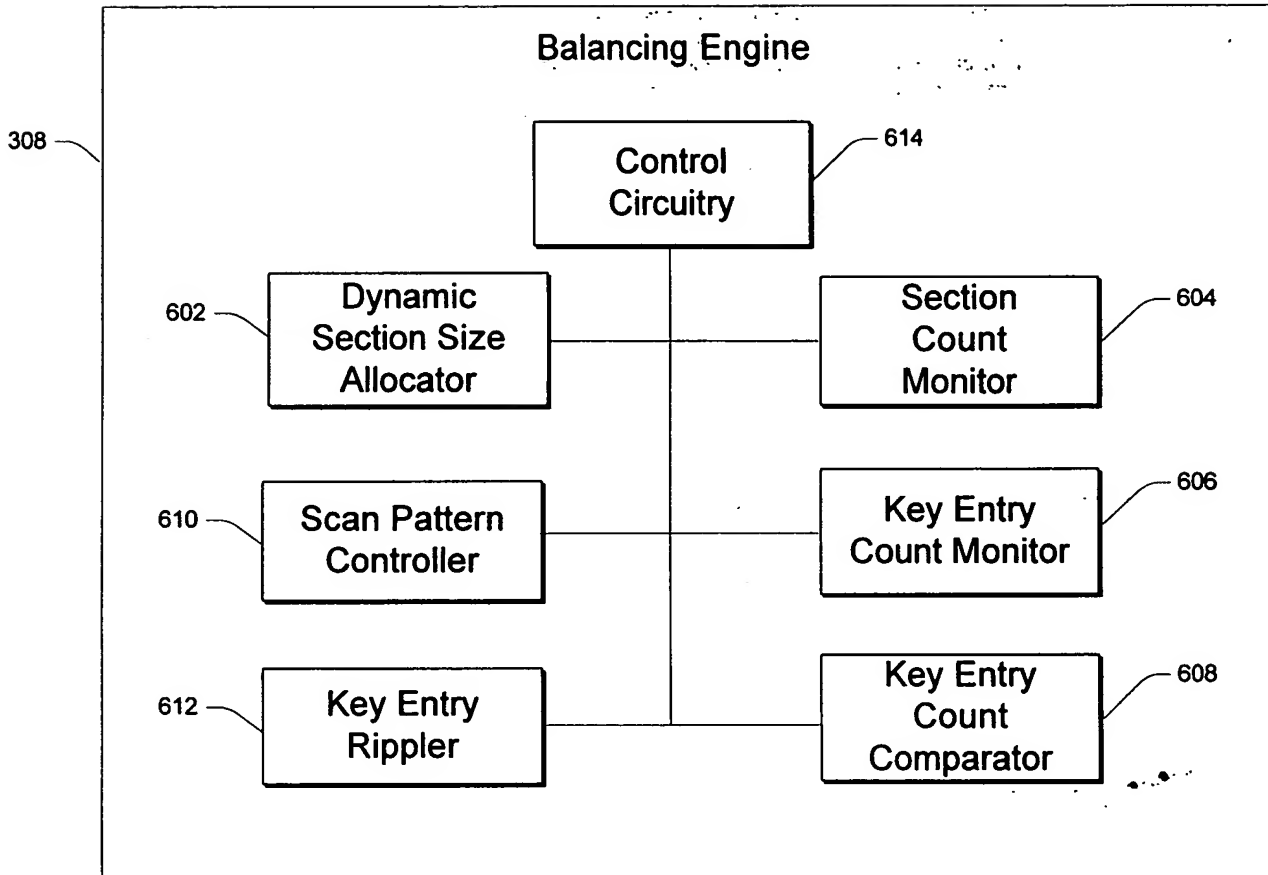 Balancing Engine
308
614
Control
Circuitry
602
Dynamic
Section Size
Allocator
Section
Count
Monitor
604
610
Scan Pattern
Controller
Key Entry
Count Monitor
606
612
Key Entry
Rippler
Key Entry
Count
Comparator
608